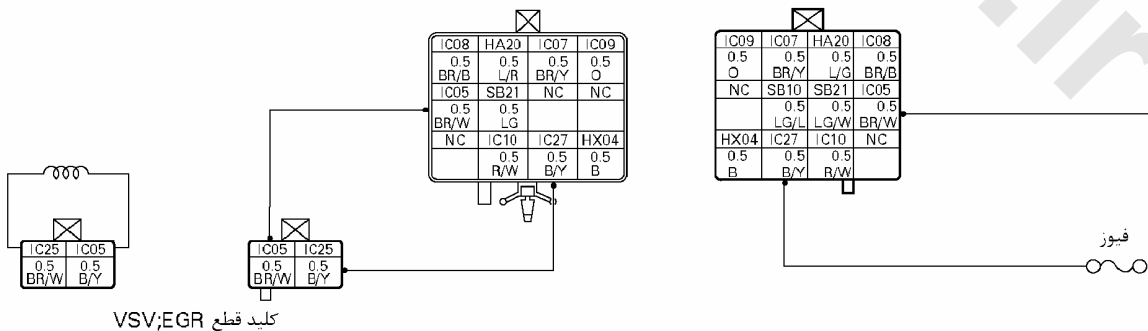 IC08 HA20 IC07 IC09
0.5 0.5 0.5 0.5
BR/B L/R BR/Y O
IC05 SB21 NC NC
0.5 0.5
BR/W LG
NC IC10 IC27 HX04
0.5 0.5 0.5
R/W B/Y B
IC09 IC07 HA20 IC08
0.5 0.5 0.5 0.5
O BR/Y L/G BR/B
NC SB10 SB21 IC05
0.5 0.5 0.5
LG/L LG/W BR/W
HX04 IC27 IC10 NC
0.5 0.5 0.5
B B/Y R/W
فیوز
IC25 IC05
0.5 0.5
BR/W B/Y
IC05 IC25
0.5 0.5
BR/W B/Y
کلید قطع VSV;EGR
.ir